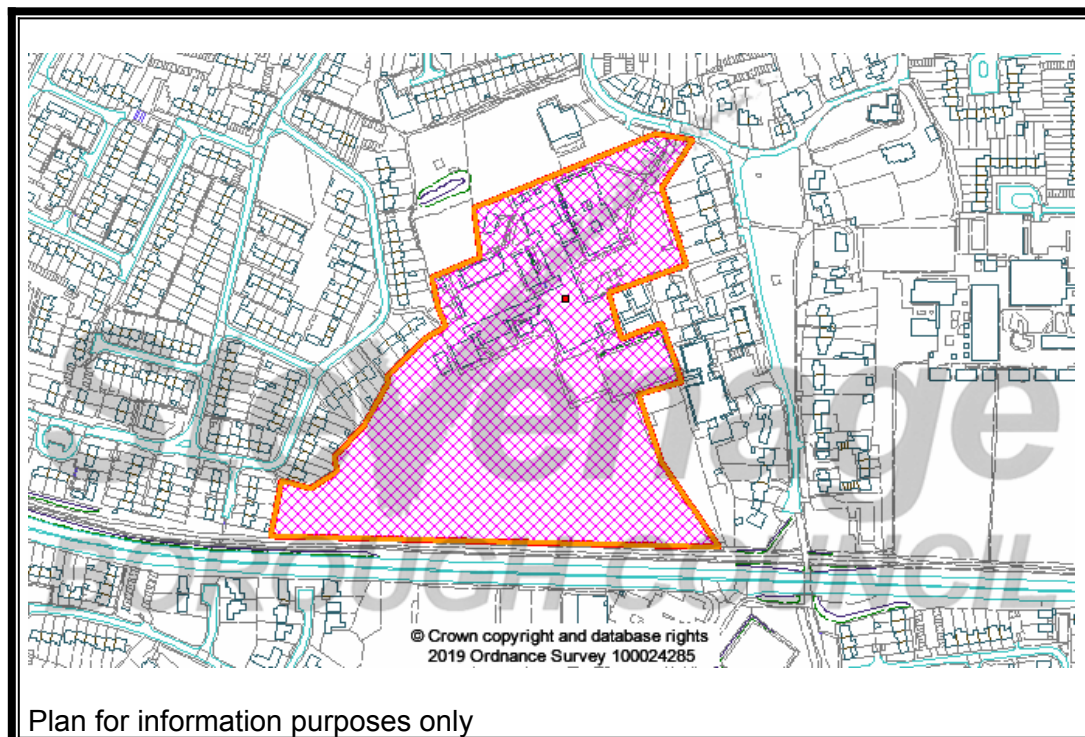 Stevenage
BOROUGH COUNCIL
© Crown copyright and database rights
2019 Ordnance Survey 100024285
Plan for information purposes only